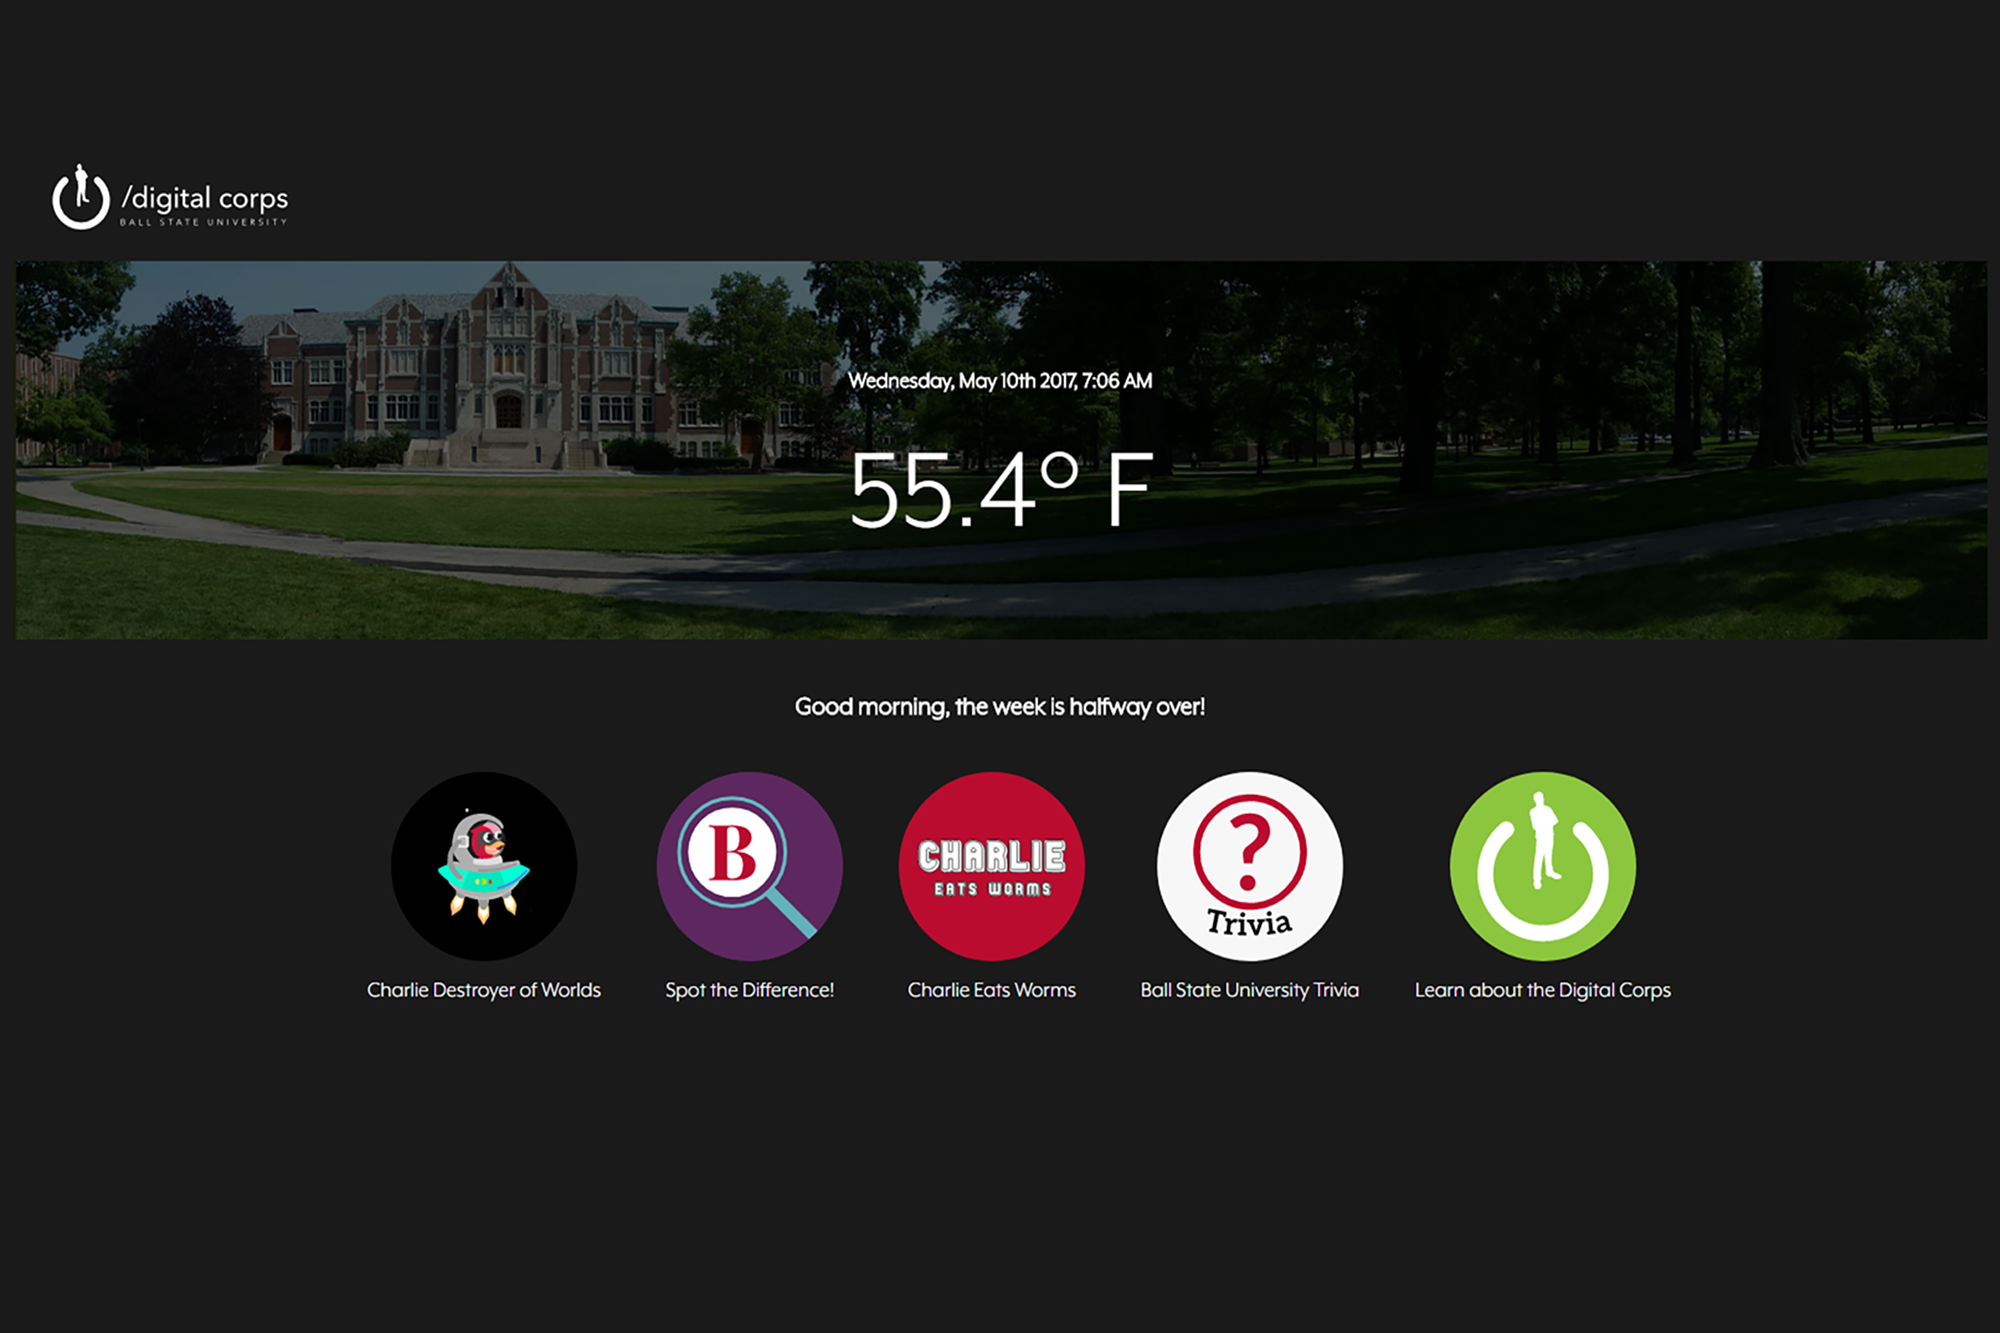 /digital corps
BALL STATE UNIVERSITY
Wednesday, May 10th 2017, 7:06 AM
55.4° F
Good morning, the week is halfway over!
B
CHARLIE
EATS WORMS
?
Trivia
Charlie Destroyer of Worlds
Spot the Difference!
Charlie Eats Worms
Ball State University Trivia
Learn about the Digital Corps